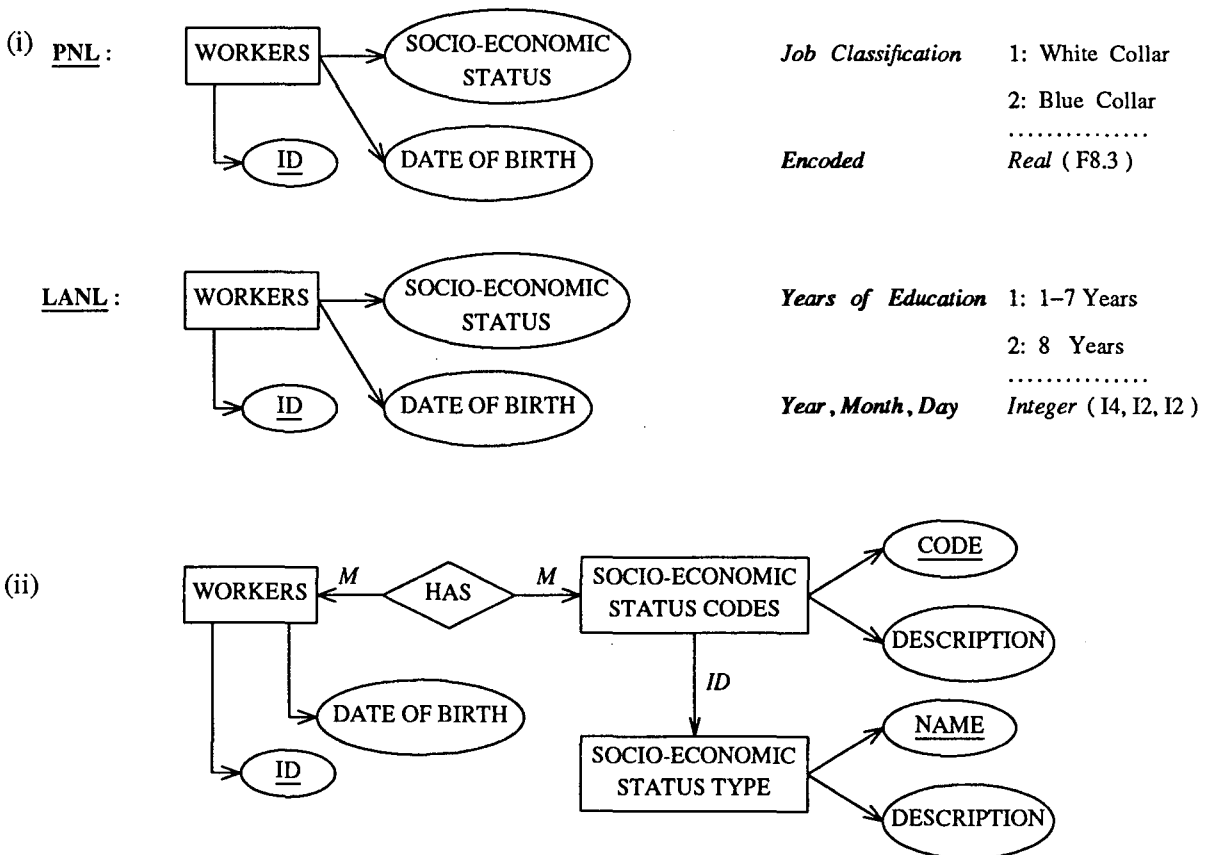 (i) PNL :
WORKERS
SOCIO-ECONOMIC
STATUS
ID
DATE OF BIRTH
Job Classification 1: White Collar
2: Blue Collar
...............
Encoded Real ( F8.3 )
LANL :
WORKERS
SOCIO-ECONOMIC
STATUS
ID
DATE OF BIRTH
Years of Education 1: 1–7 Years
2: 8 Years
...............
Year, Month, Day Integer ( I4, I2, I2 )
(ii)
WORKERS
M
HAS
M
SOCIO-ECONOMIC
STATUS CODES
CODE
DESCRIPTION
DATE OF BIRTH
ID
ID
SOCIO-ECONOMIC
STATUS TYPE
NAME
DESCRIPTION